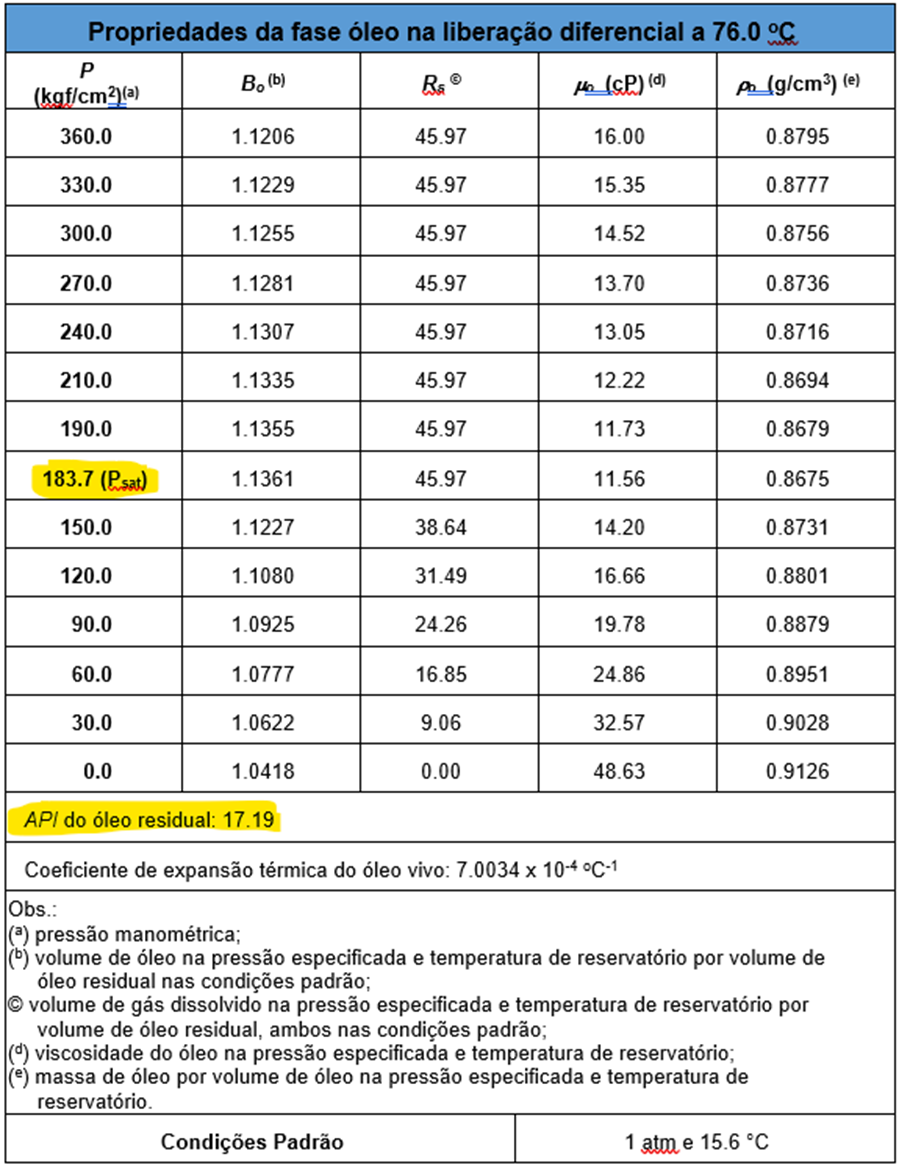 Propriedades da fase óleo na liberação diferencial a 76.0 ºC
P (kgf/cm²)(a) Bo (b) Rs © μo (cP) (d) ρo (g/cm³) (e)
360.0 1.1206 45.97 16.00 0.8795
330.0 1.1229 45.97 15.35 0.8777
300.0 1.1255 45.97 14.52 0.8756
270.0 1.1281 45.97 13.70 0.8736
240.0 1.1307 45.97 13.05 0.8716
210.0 1.1335 45.97 12.22 0.8694
190.0 1.1355 45.97 11.73 0.8679
183.7 (Psat) 1.1361 45.97 11.56 0.8675
150.0 1.1227 38.64 14.20 0.8731
120.0 1.1080 31.49 16.66 0.8801
90.0 1.0925 24.26 19.78 0.8879
60.0 1.0777 16.85 24.86 0.8951
30.0 1.0622 9.06 32.57 0.9028
0.0 1.0418 0.00 48.63 0.9126
API do óleo residual: 17.19
Coeficiente de expansão térmica do óleo vivo: 7.0034 x 10⁻⁴ ºC⁻¹
Obs.:
(a) pressão manométrica;
(b) volume de óleo na pressão especificada e temperatura de reservatório por volume de
óleo residual nas condições padrão;
© volume de gás dissolvido na pressão especificada e temperatura de reservatório por
volume de óleo residual, ambos nas condições padrão;
(d) viscosidade do óleo na pressão especificada e temperatura de reservatório;
(e) massa de óleo por volume de óleo na pressão especificada e temperatura de
reservatório.
Condições Padrão 1 atm e 15.6 °C